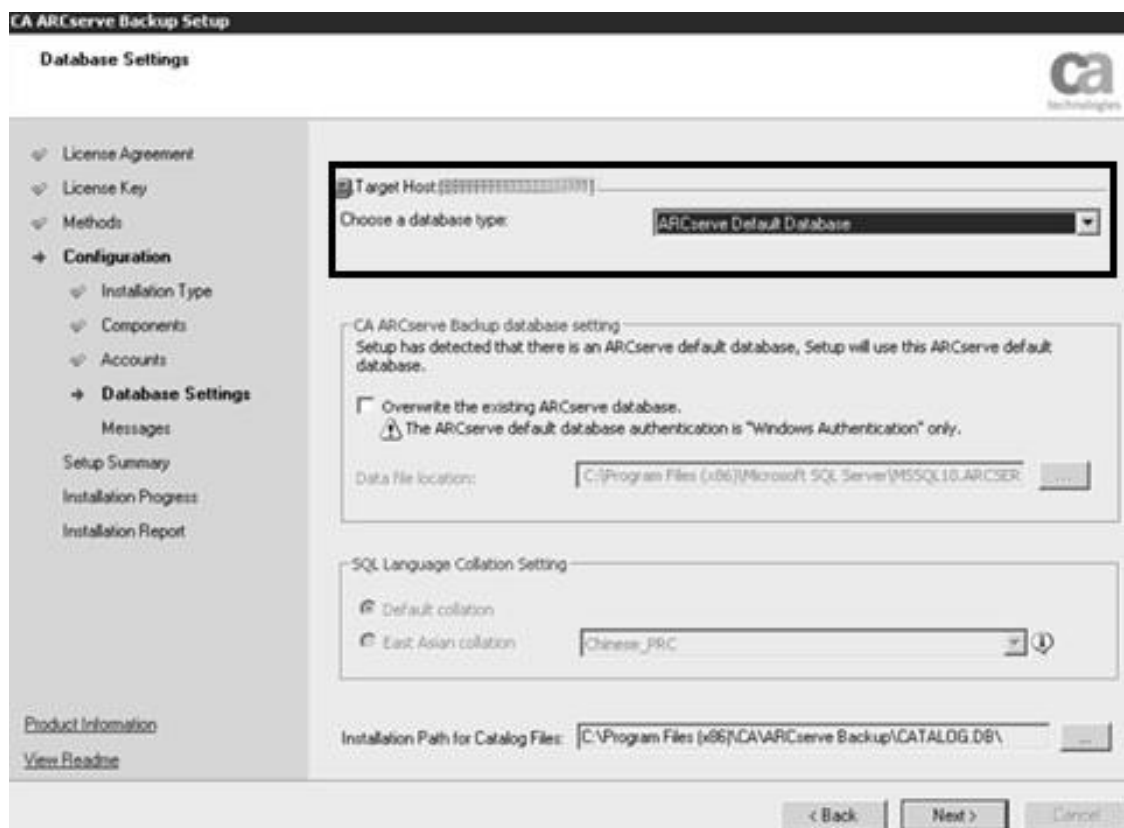 CA ARCserve Backup Setup
Database Settings
ca
technologies
License Agreement
License Key
Methods
Configuration
Installation Type
Components
Accounts
Database Settings
Messages
Setup Summary
Installation Progress
Installation Report
Product Information
View Readme
Target Host:[
Choose a database type: ARCserve Default Database
CA ARCserve Backup database setting
Setup has detected that there is an ARCserve default database, Setup will use this ARCserve default
database.
Overwrite the existing ARCserve database.
The ARCserve default database authentication is "Windows Authentication" only.
Data file location: C:\Program Files (x86)\Microsoft SQL Server\MSSQL10.ARCSER ...
SQL Language Collation Setting
Default collation
East Asian collation Chinese_PRC
Installation Path for Catalog Files: C:\Program Files (x86)\CA\ARCserve Backup\CATALOG.DB\ ...
< Back Next > Cancel